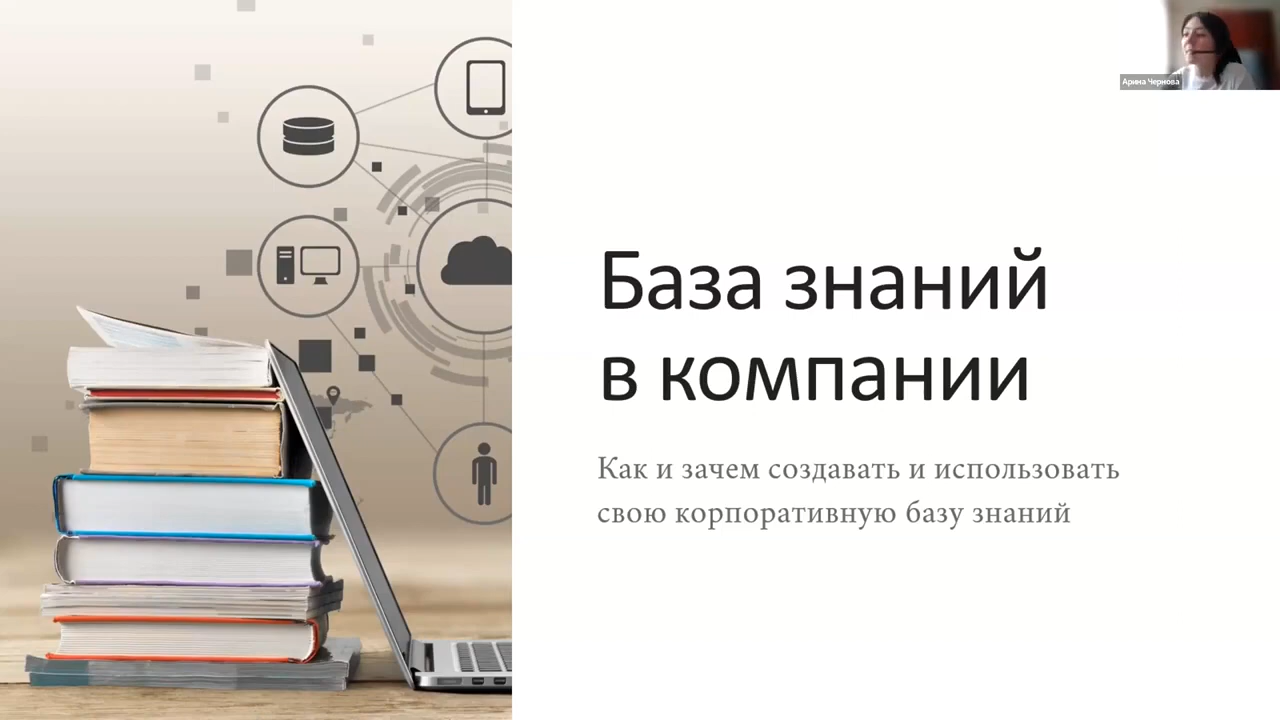 Арина Чернова
База знаний
в компании
Как и зачем создавать и использовать
свою корпоративную базу знаний